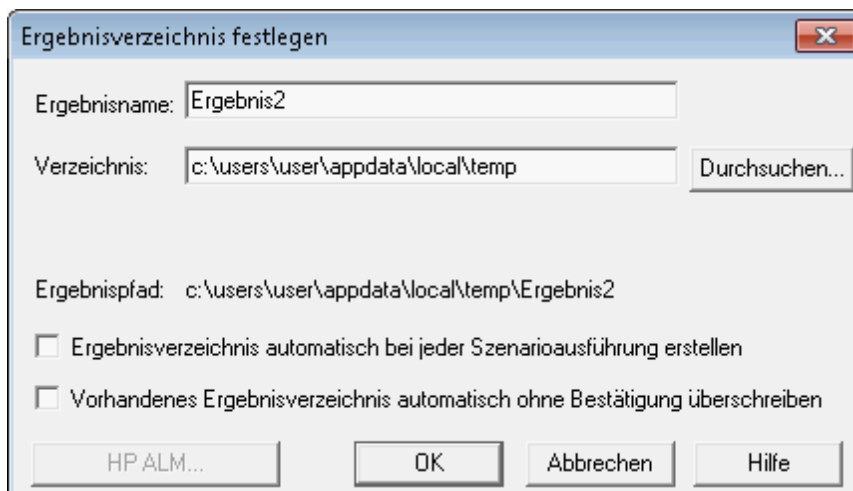 Ergebnisverzeichnis festlegen
Ergebnisname: Ergebnis2
Verzeichnis: c:\users\user\appdata\local\temp Durchsuchen...
Ergebnispfad: c:\users\user\appdata\local\temp\Ergebnis2
Ergebnisverzeichnis automatisch bei jeder Szenarioausführung erstellen
Vorhandenes Ergebnisverzeichnis automatisch ohne Bestätigung überschreiben
HP ALM... OK Abbrechen Hilfe